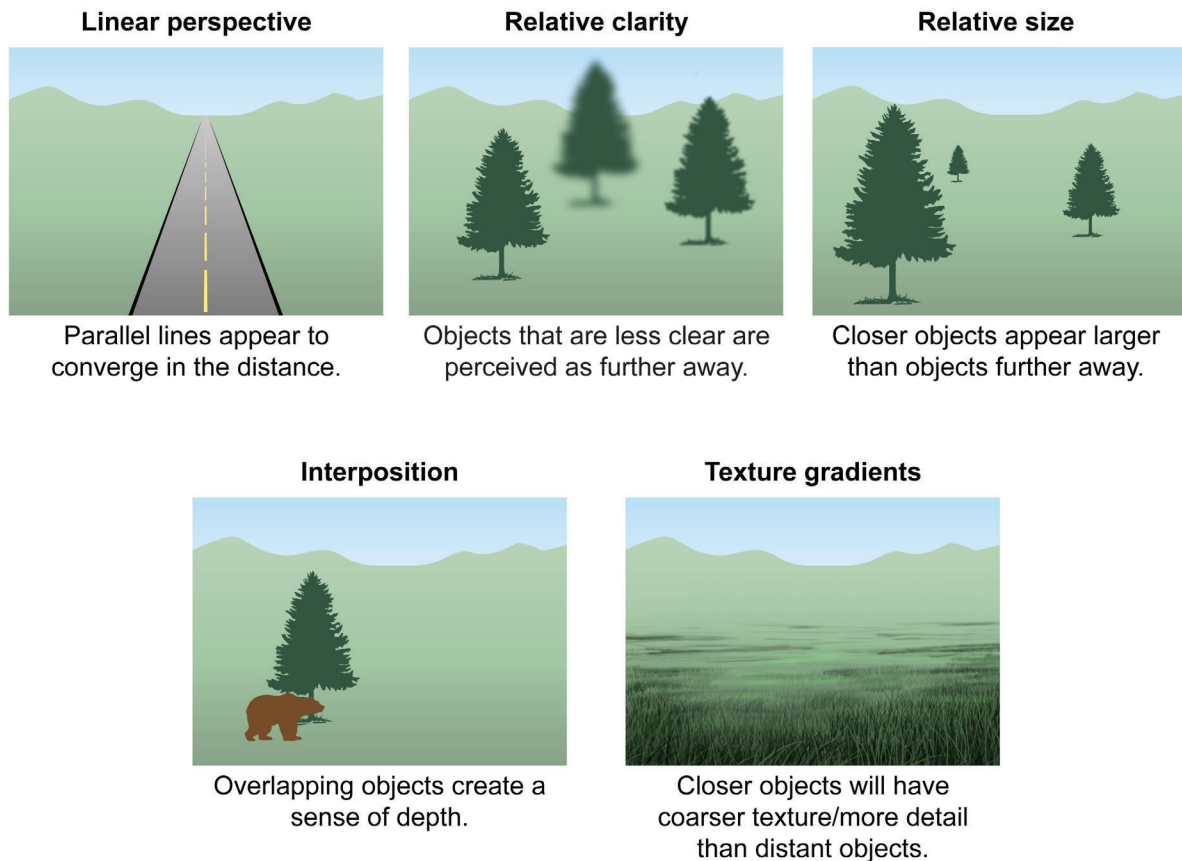 Linear perspective
Relative clarity
Relative size
Parallel lines appear to
converge in the distance.
Objects that are less clear are
perceived as further away.
Closer objects appear larger
than objects further away.
Interposition
Texture gradients
Overlapping objects create a
sense of depth.
Closer objects will have
coarser texture/more detail
than distant objects.